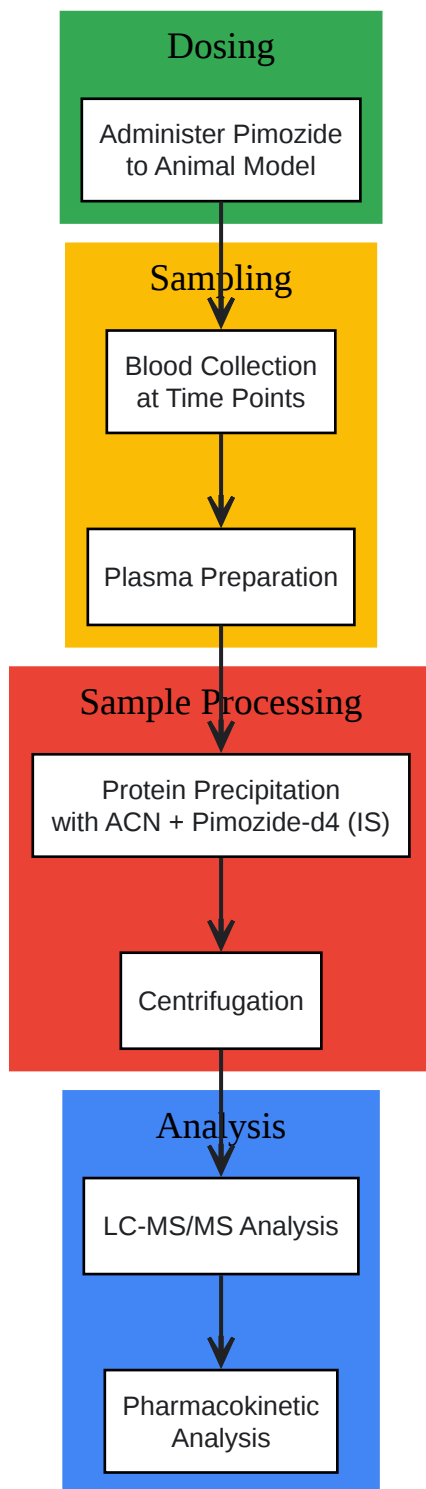 Dosing
Administer Pimozide
to Animal Model
Sampling
Blood Collection
at Time Points
Plasma Preparation
Sample Processing
Protein Precipitation
with ACN + Pimozide-d4 (IS)
Centrifugation
Analysis
LC-MS/MS Analysis
Pharmacokinetic
Analysis